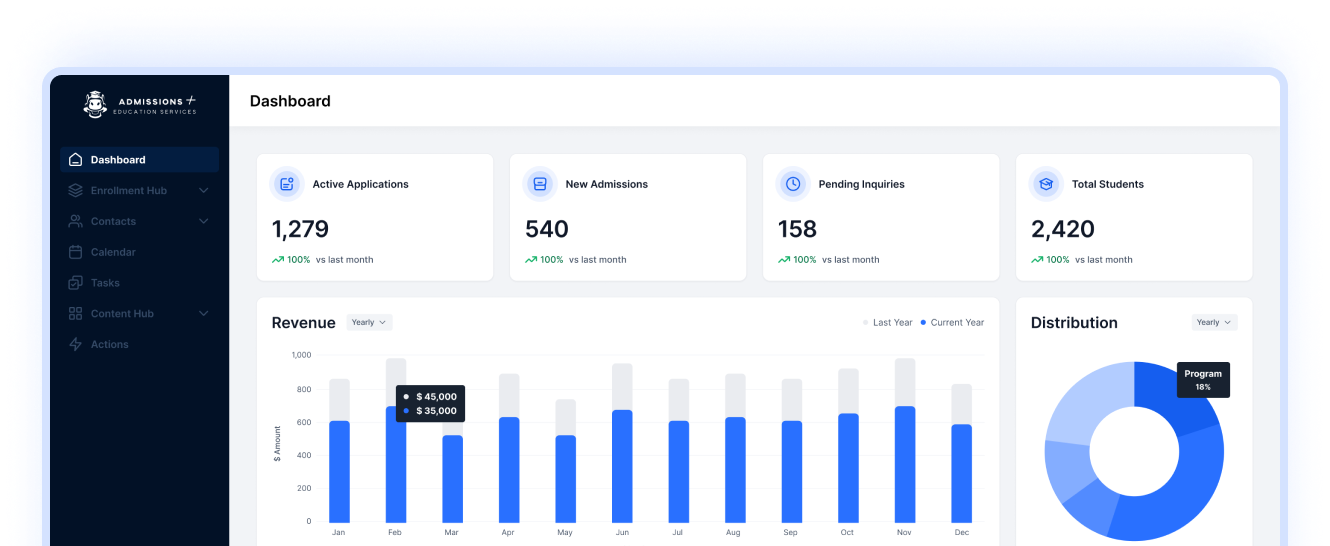 ADMISSIONS +
EDUCATION SERVICES
Dashboard
Enrollment Hub
Contacts
Calendar
Tasks
Content Hub
Actions
Dashboard
Active Applications
1,279
100% vs last month
New Admissions
540
100% vs last month
Pending Inquiries
158
100% vs last month
Total Students
2,420
100% vs last month
Revenue
Yearly
Last Year
Current Year
$ Amount
1,000
800
600
400
200
0
$ 45,000
$ 35,000
Jan Feb Mar Apr May Jun Jul Aug Sep Oct Nov Dec
Distribution
Yearly
Program
18%